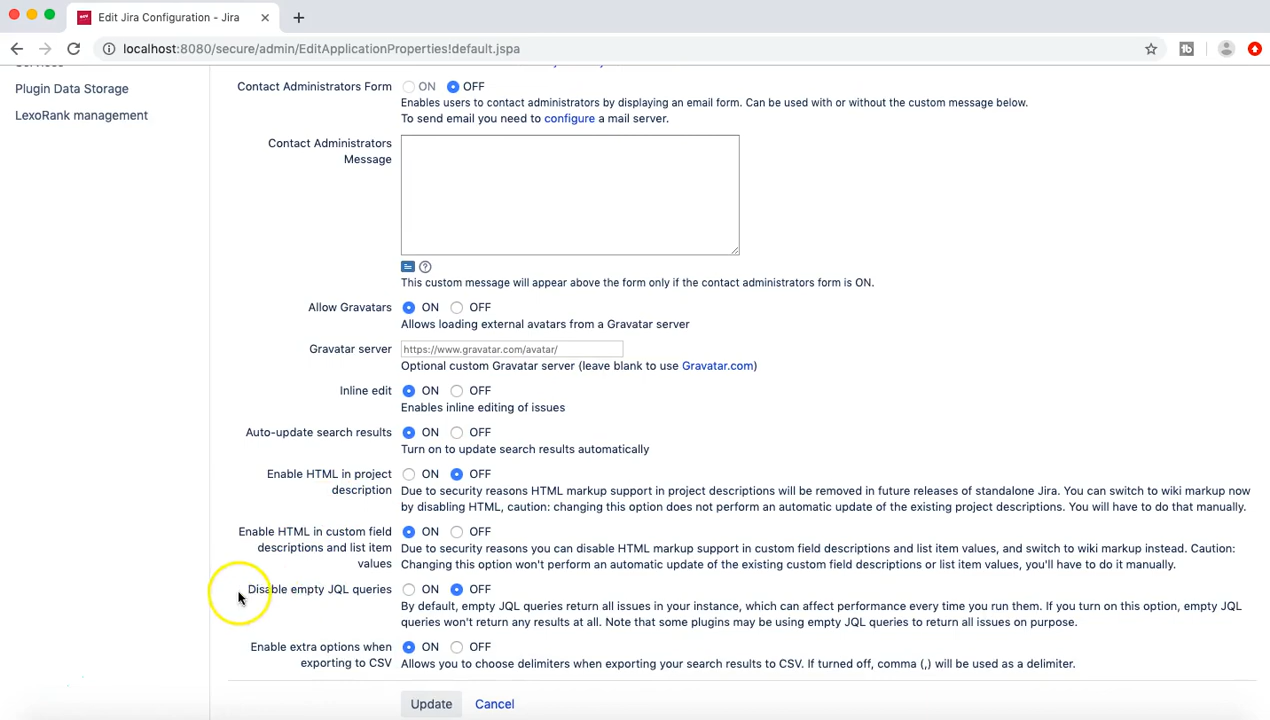 Edit Jira Configuration - Jira
localhost:8080/secure/admin/EditApplicationProperties!default.jspa
Services
Plugin Data Storage
LexoRank management
Contact Administrators Form ON OFF
Enables users to contact administrators by displaying an email form. Can be used with or without the custom message below.
To send email you need to configure a mail server.
Contact Administrators
Message
This custom message will appear above the form only if the contact administrators form is ON.
Allow Gravatars ON OFF
Allows loading external avatars from a Gravatar server
Gravatar server https://www.gravatar.com/avatar/
Optional custom Gravatar server (leave blank to use Gravatar.com)
Inline edit ON OFF
Enables inline editing of issues
Auto-update search results ON OFF
Turn on to update search results automatically
Enable HTML in project ON OFF
description Due to security reasons HTML markup support in project descriptions will be removed in future releases of standalone Jira. You can switch to wiki markup now
by disabling HTML, caution: changing this option does not perform an automatic update of the existing project descriptions. You will have to do that manually.
Enable HTML in custom field ON OFF
descriptions and list item Due to security reasons you can disable HTML markup support in custom field descriptions and list item values, and switch to wiki markup instead. Caution:
values Changing this option won't perform an automatic update of the existing custom field descriptions or list item values, you'll have to do it manually.
Disable empty JQL queries ON OFF
By default, empty JQL queries return all issues in your instance, which can affect performance every time you run them. If you turn on this option, empty JQL
queries won't return any results at all. Note that some plugins may be using empty JQL queries to return all issues on purpose.
Enable extra options when ON OFF
exporting to CSV Allows you to choose delimiters when exporting your search results to CSV. If turned off, comma (,) will be used as a delimiter.
Update Cancel